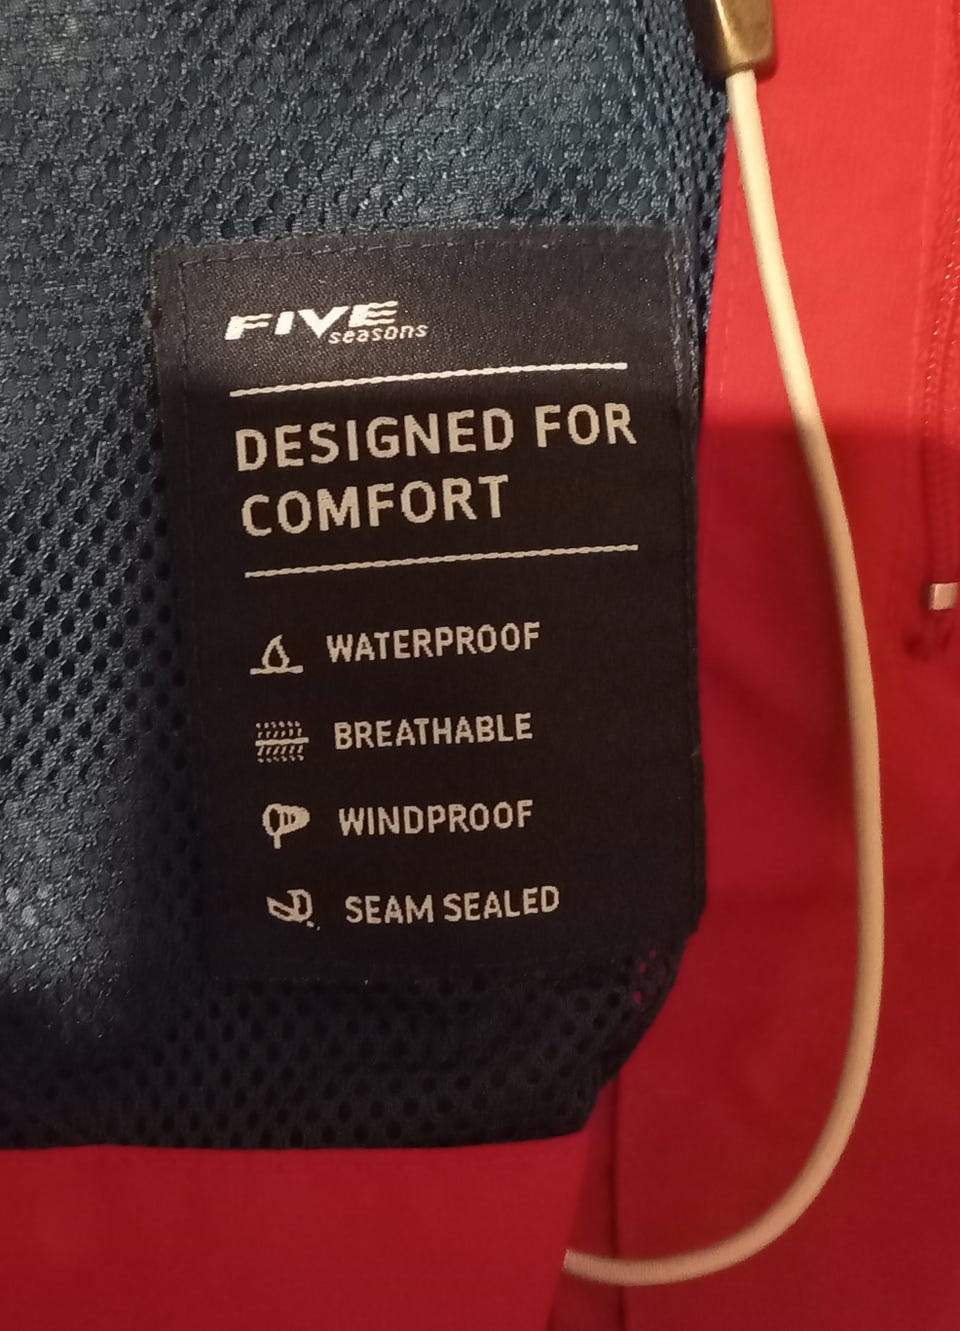 FIVE
seasons
DESIGNED FOR
COMFORT
WATERPROOF
BREATHABLE
WINDPROOF
SEAM SEALED